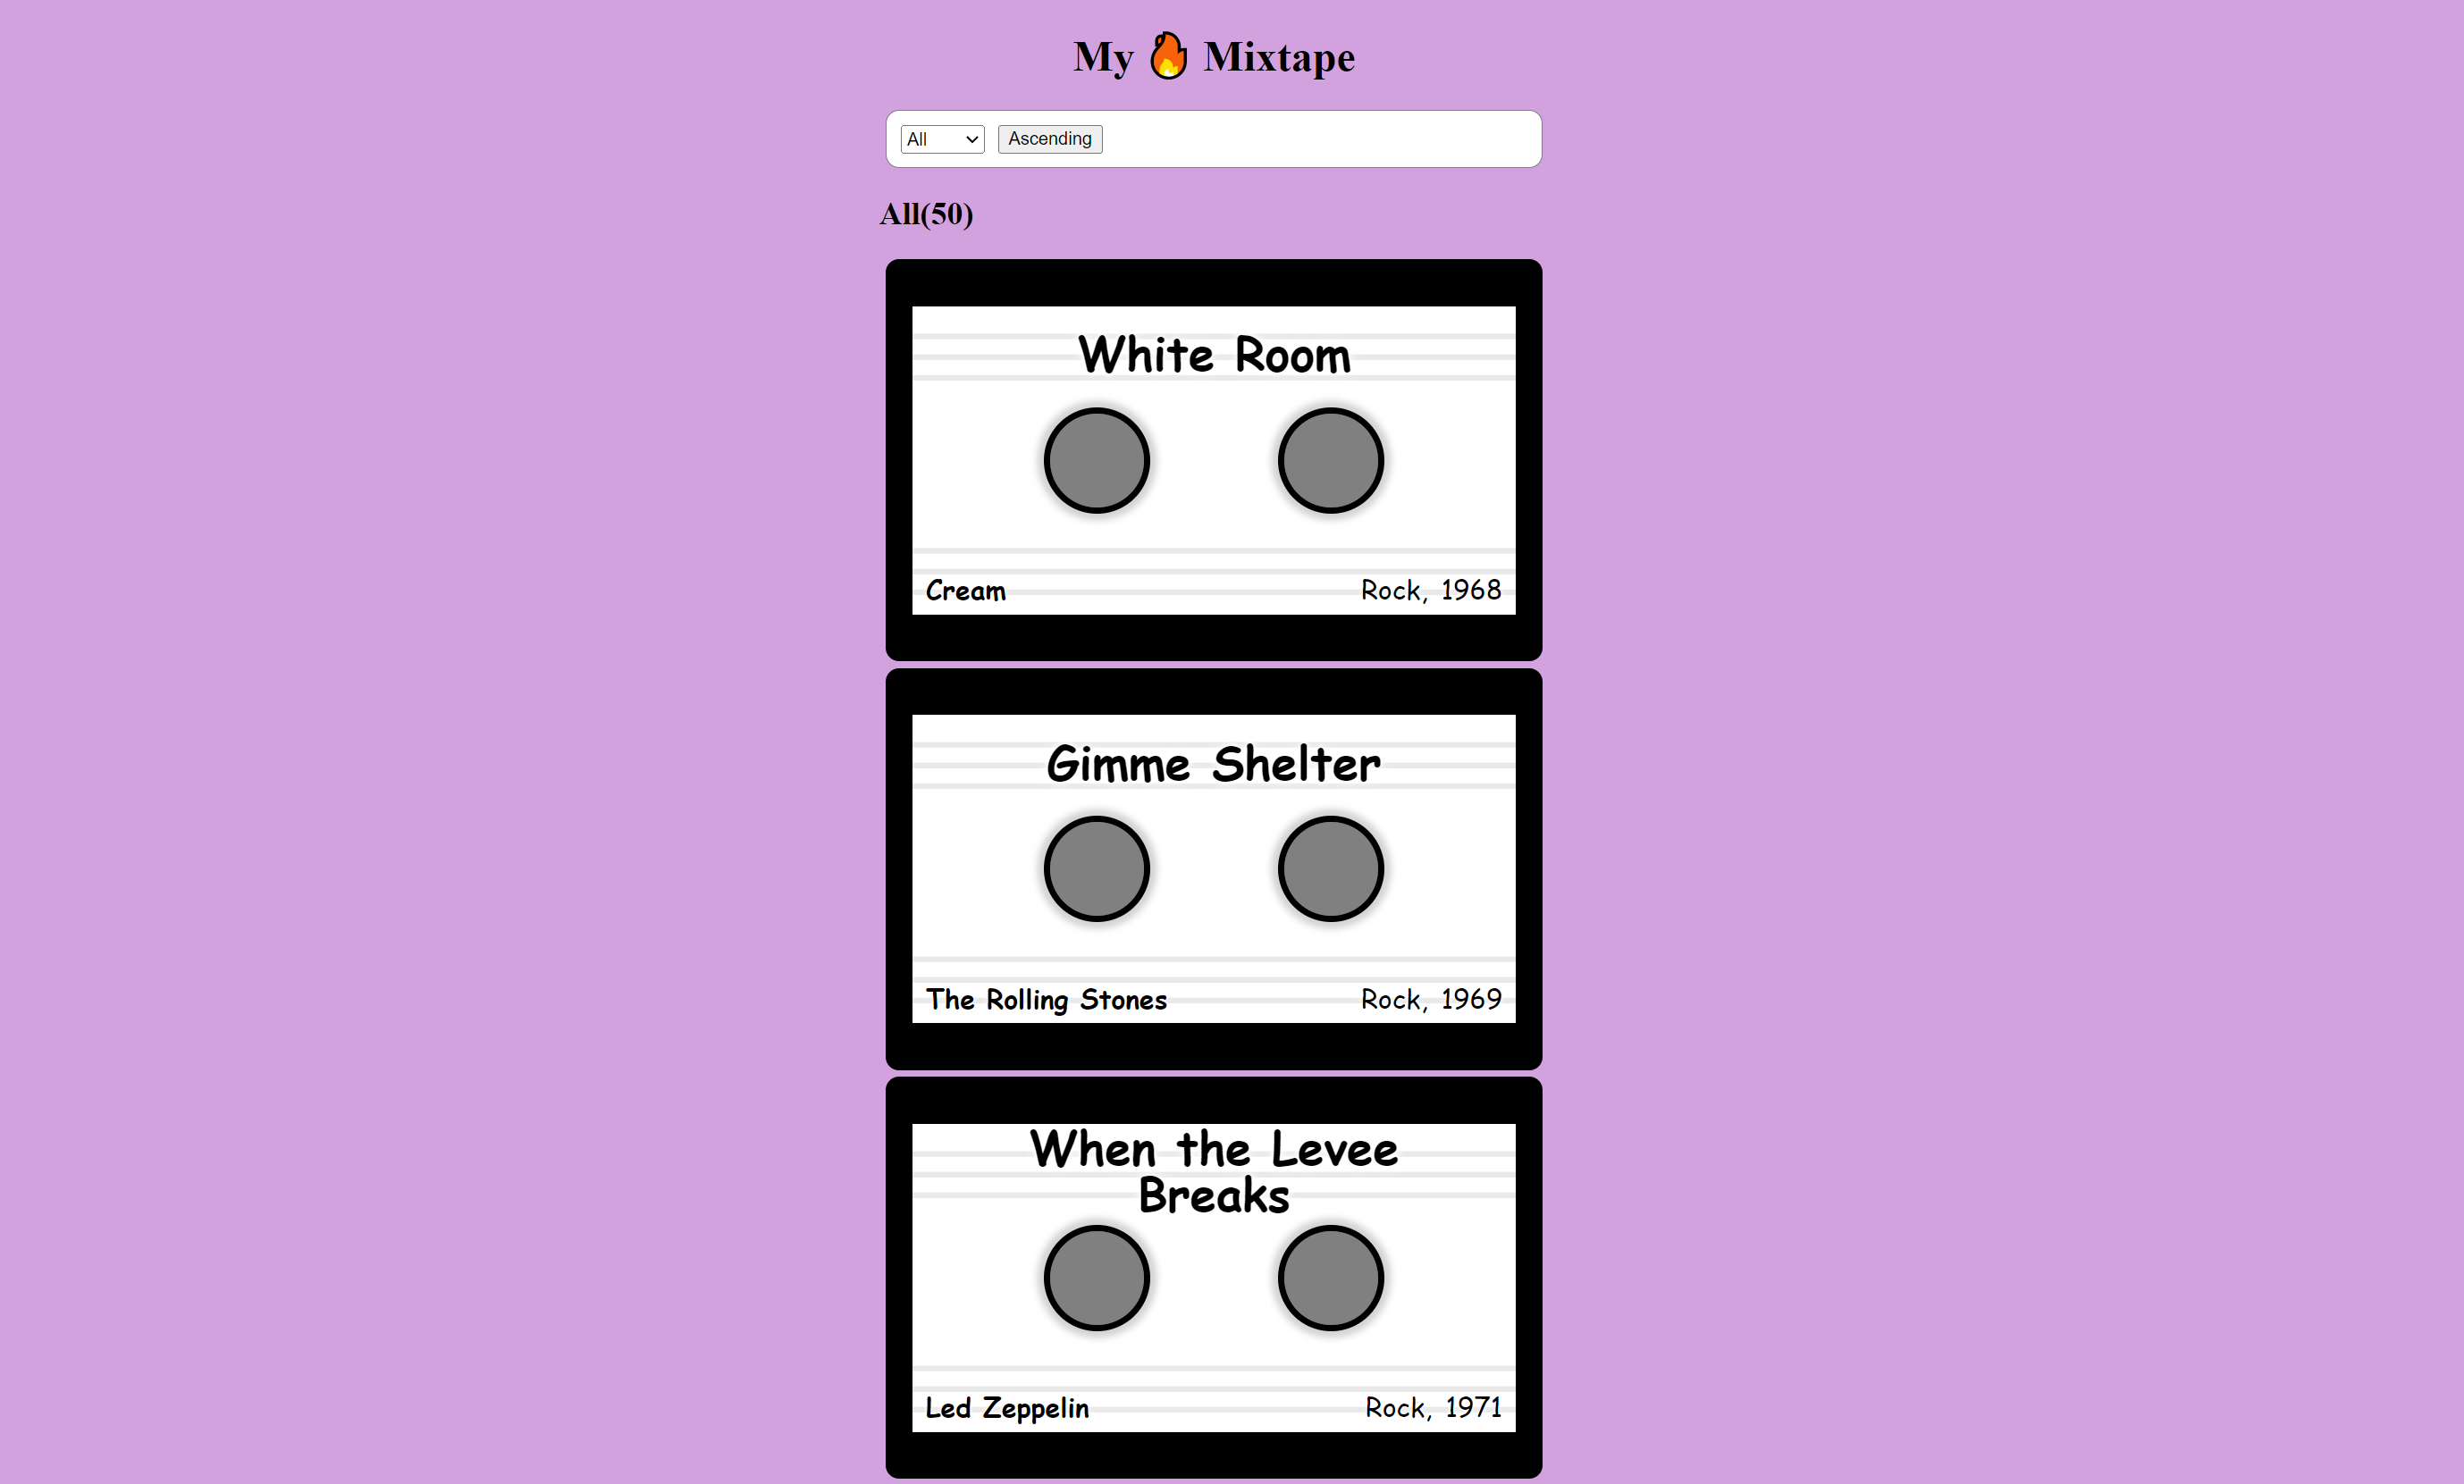 My 🔥 Mixtape
All
Ascending
All(50)
White Room
Cream
Rock, 1968
Gimme Shelter
The Rolling Stones
Rock, 1969
When the Levee
Breaks
Led Zeppelin
Rock, 1971